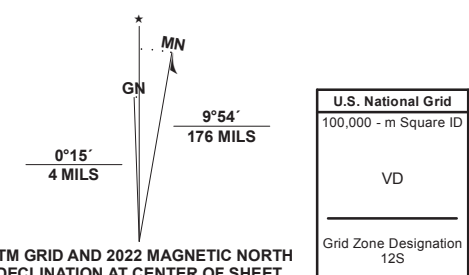 ★
MN
GN
9°54´
176 MILS
0°15´
4 MILS
TM GRID AND 2022 MAGNETIC NORTH
DECLINATION AT CENTER OF SHEET
U.S. National Grid
100,000 - m Square ID
VD
Grid Zone Designation
12S